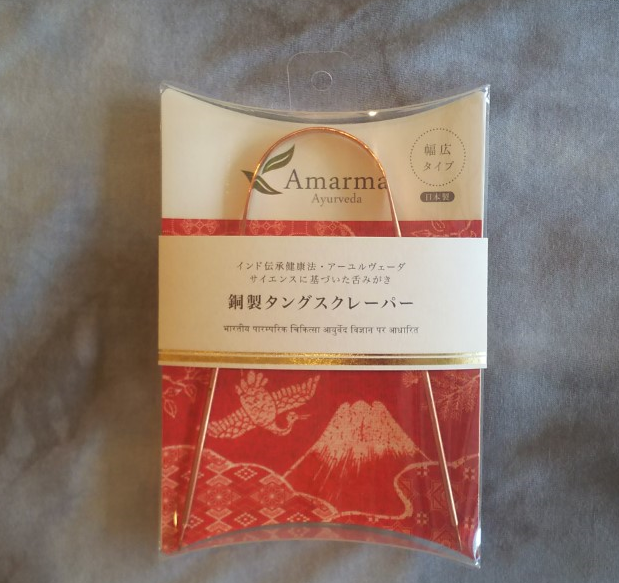 幅広
タイプ
Amarma
Ayurveda
日本製
インド伝承健康法・アーユルヴェーダ
サイエンスに基づいた舌みがき
銅製タングスクレーパー
भारतीय पारम्परिक चिकित्सा आयुर्वेद विज्ञान पर आधारित